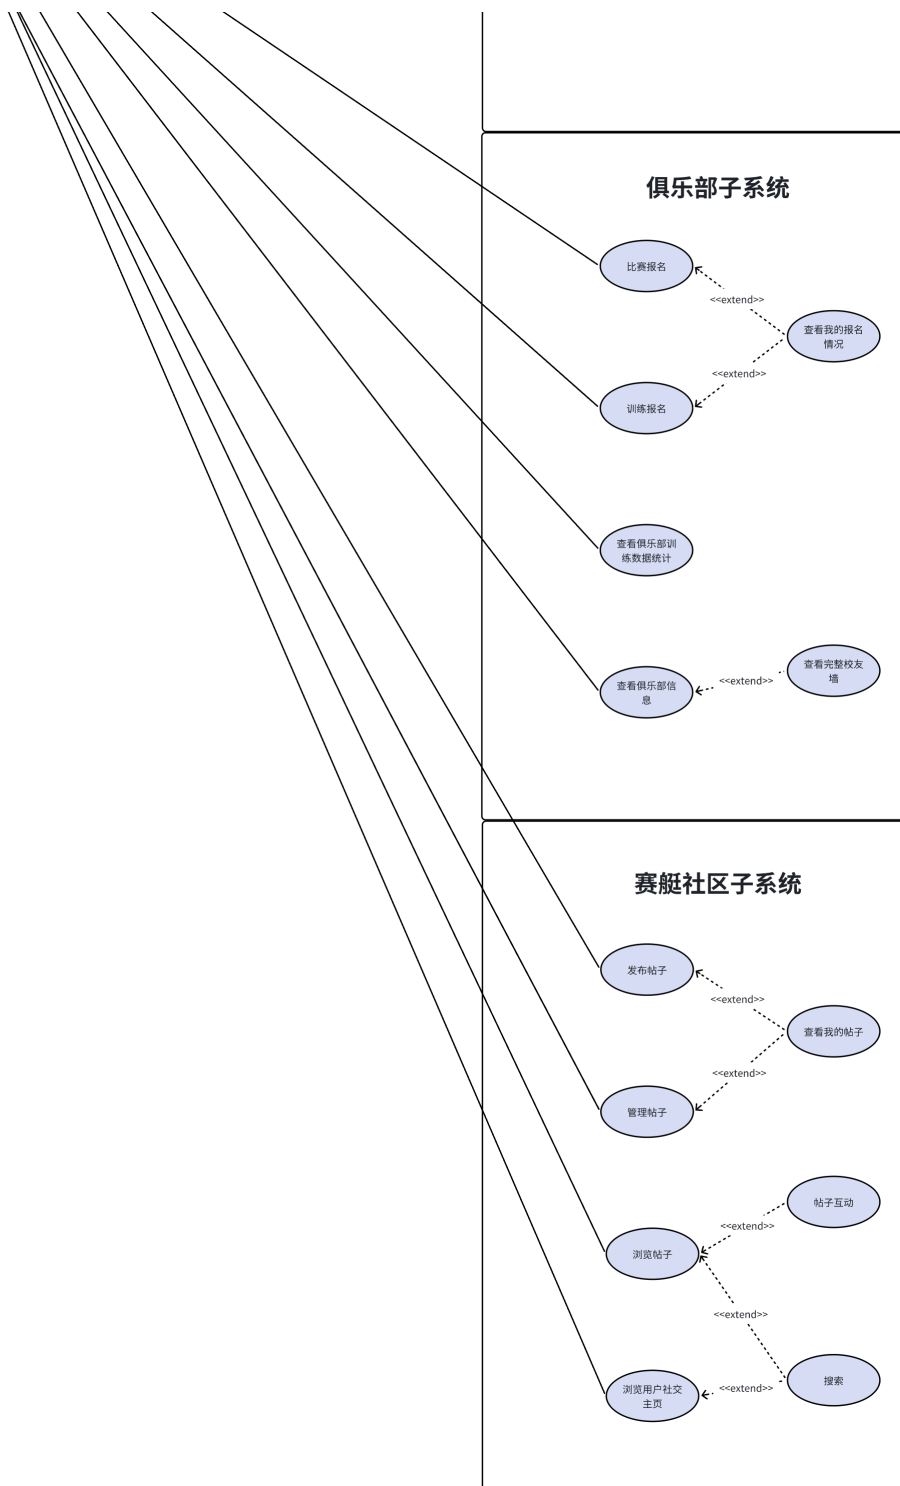 俱乐部子系统
比赛报名
<<extend>>
查看我的报名
情况
<<extend>>
训练报名
查看俱乐部训
练数据统计
查看完整校友
墙
<<extend>>
查看俱乐部信
息
赛艇社区子系统
发布帖子
<<extend>>
查看我的帖子
<<extend>>
管理帖子
帖子互动
<<extend>>
浏览帖子
<<extend>>
搜索
<<extend>>
浏览用户社交
主页